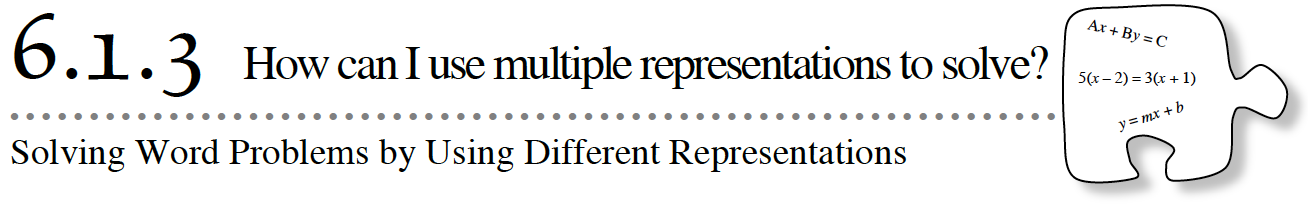 6.1.3 How can I use multiple representations to solve?
Solving Word Problems by Using Different Representations
Ax + By = C
5(x – 2) = 3(x + 1)
y = mx + b